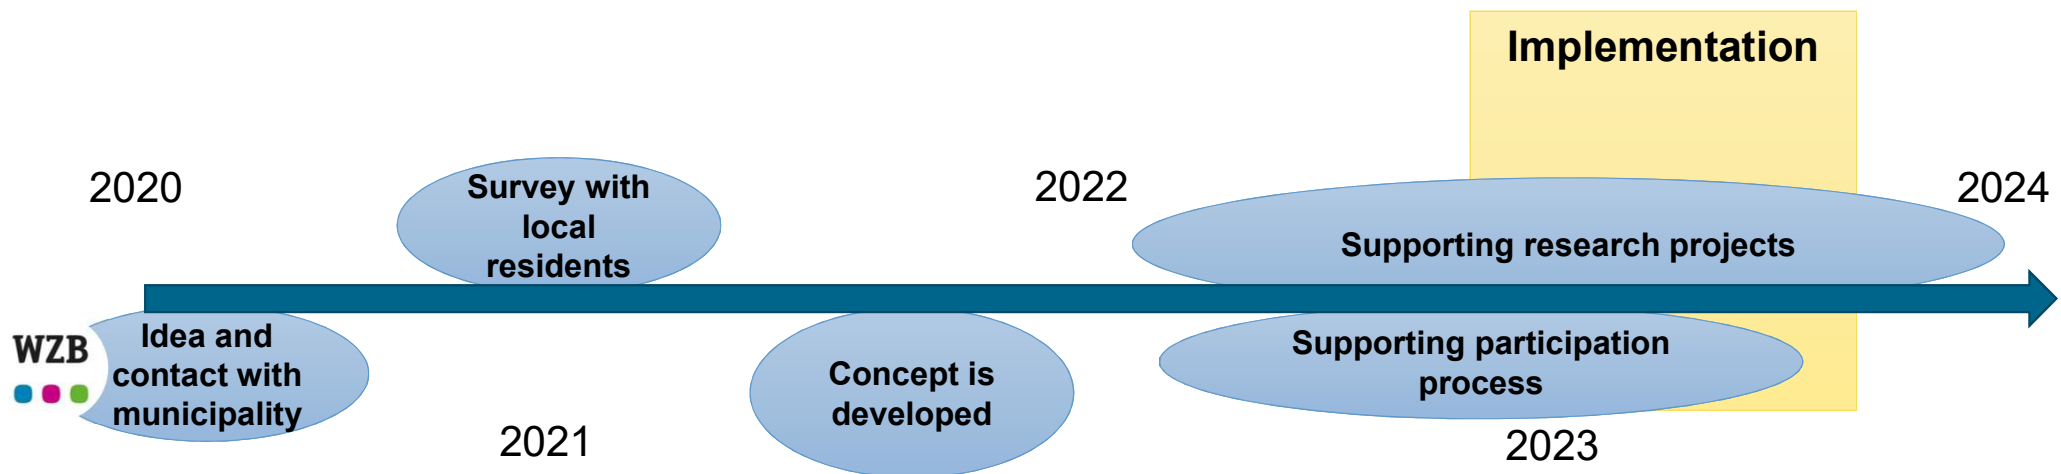 Implementation
2020
Survey with
local
residents
2022
2024
Supporting research projects
WZB
Idea and
contact with
municipality
2021
Concept is
developed
Supporting participation
process
2023